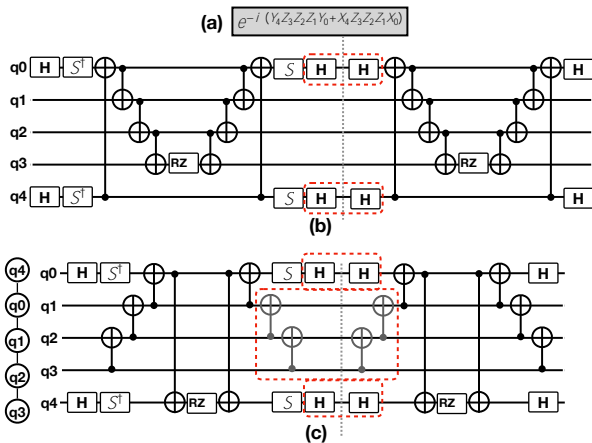 (a) e^{-i (Y₄Z₃Z₂Z₁Y₀+X₄Z₃Z₂Z₁X₀)}
q0 H S† S H H H
q1
q2
q3 RZ RZ
q4 H S† S H H H
(b)
q4 q0 H S† S H H H
q0 q1
q1 q2
q2 q3
q3 q4 H S† RZ S H H RZ H
(c)